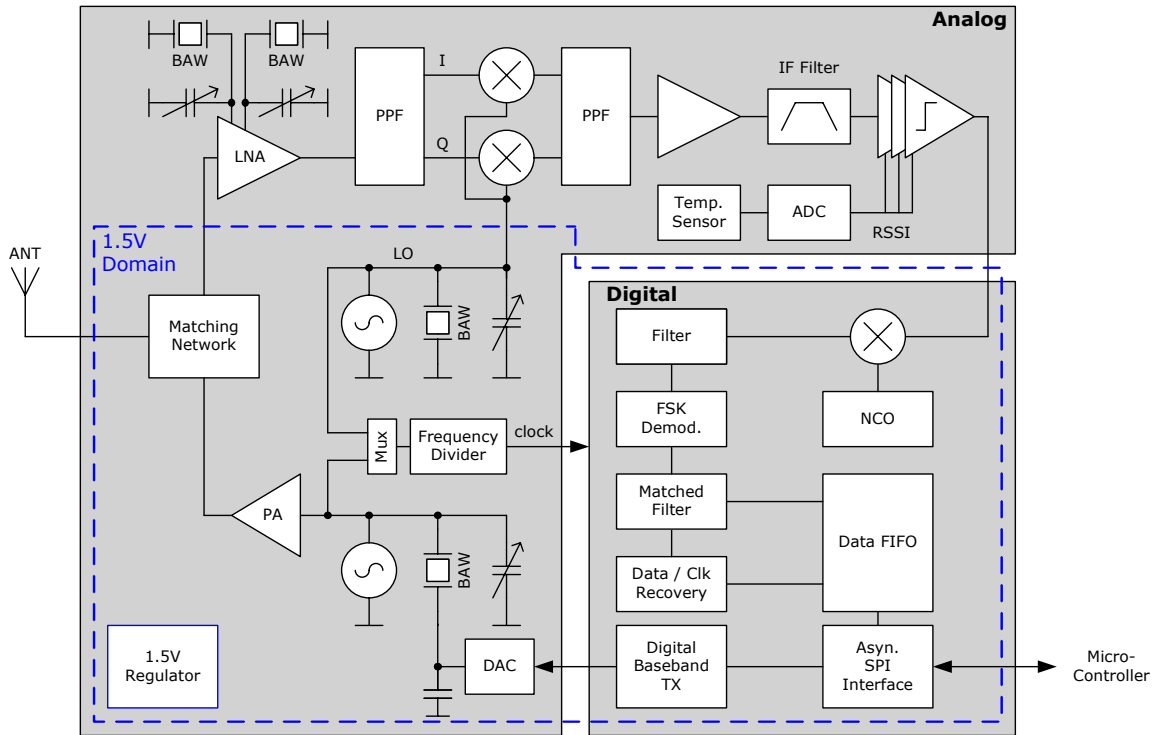 Analog
BAW
BAW
I
IF Filter
PPF
PPF
LNA
Q
Temp.
Sensor
ADC
RSSI
1.5V
Domain
ANT
LO
Digital
BAW
Matching
Network
Filter
FSK
Demod.
NCO
Mux
Frequency
Divider
clock
Matched
Filter
Data FIFO
PA
BAW
Data / Clk
Recovery
1.5V
Regulator
DAC
Digital
Baseband
TX
Asyn.
SPI
Interface
Micro-
Controller